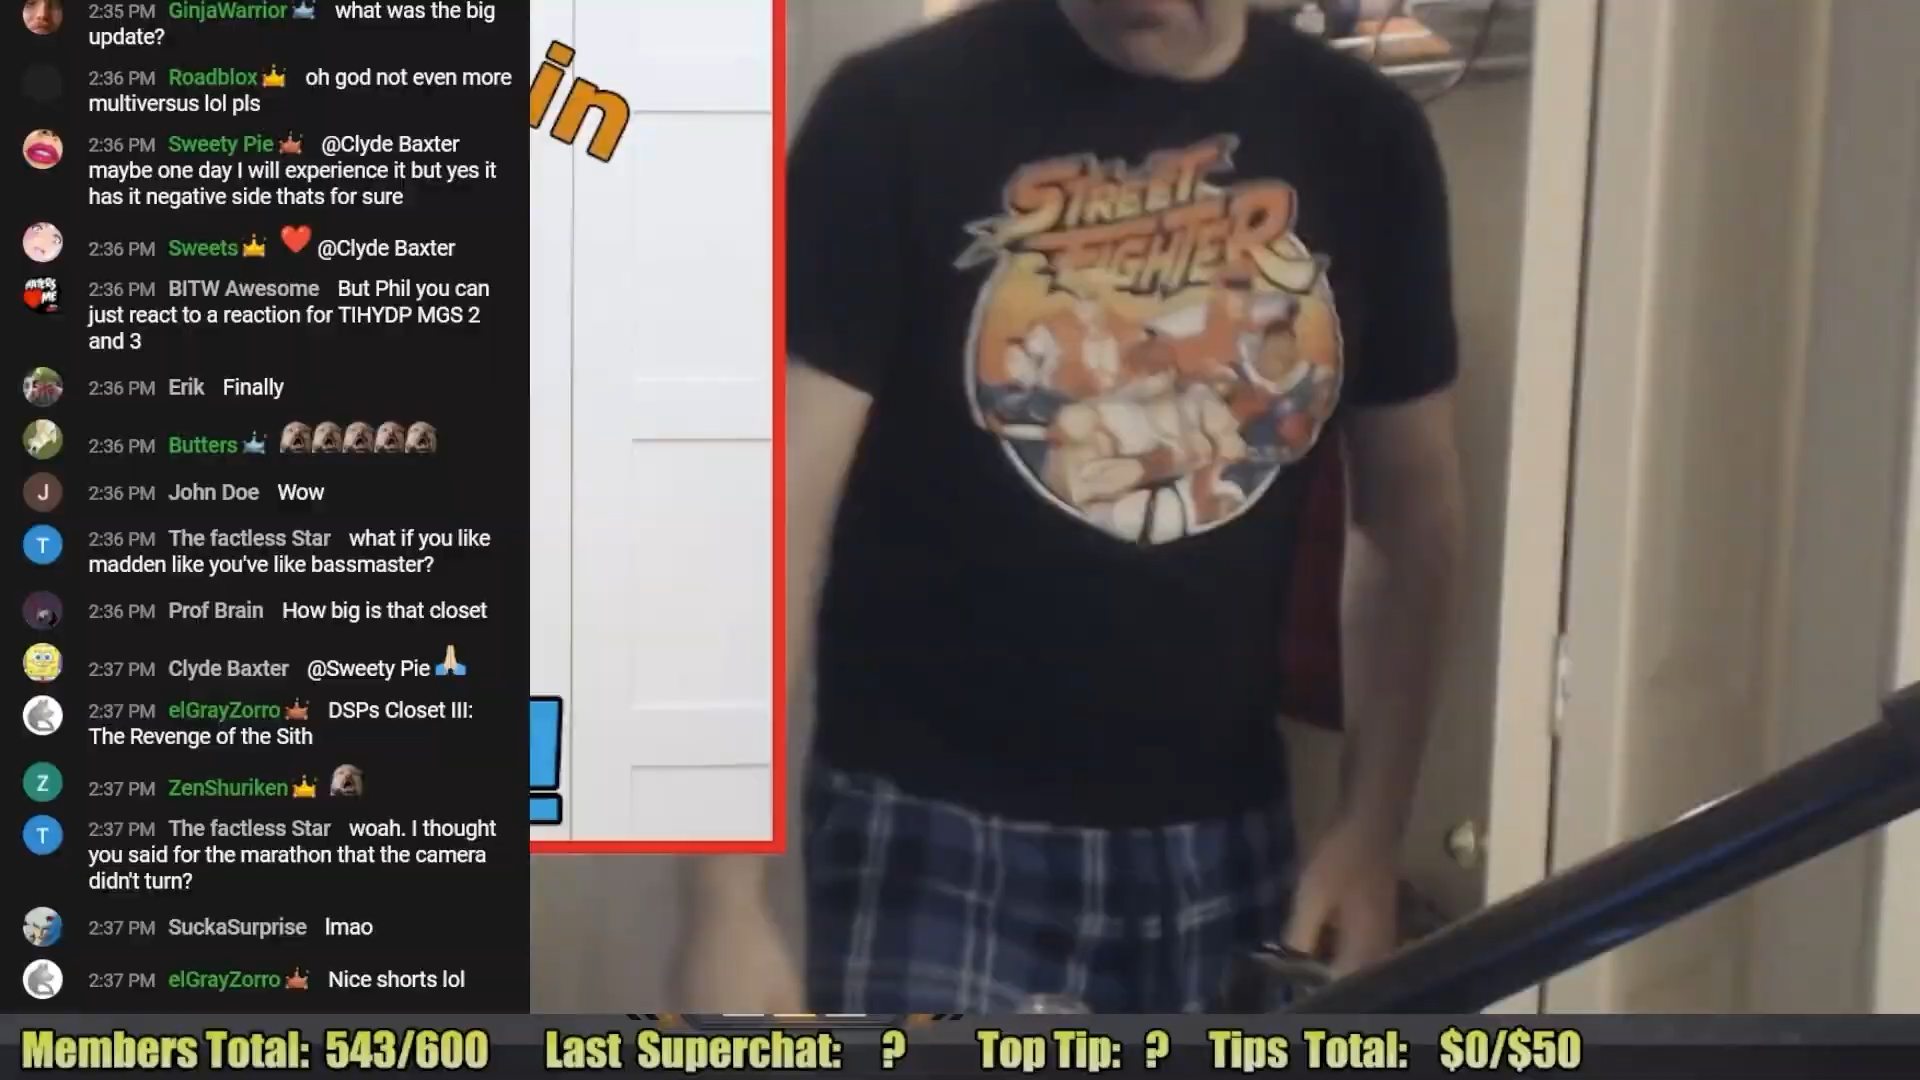 2:35 PM GinjaWarrior what was the big
update?
2:36 PM Roadblox oh god not even more
multiversus lol pls
2:36 PM Sweety Pie @Clyde Baxter
maybe one day I will experience it but yes it
has it negative side thats for sure
2:36 PM Sweets @Clyde Baxter
HATERS
ME
2:36 PM BITW Awesome But Phil you can
just react to a reaction for TIHYDP MGS 2
and 3
2:36 PM Erik Finally
2:36 PM Butters
J 2:36 PM John Doe Wow
T 2:36 PM The factless Star what if you like
madden like you've like bassmaster?
2:36 PM Prof Brain How big is that closet
2:37 PM Clyde Baxter @Sweety Pie
2:37 PM elGrayZorro DSPs Closet III:
The Revenge of the Sith
Z 2:37 PM ZenShuriken
T 2:37 PM The factless Star woah. I thought
you said for the marathon that the camera
didn't turn?
2:37 PM SuckaSurprise lmao
2:37 PM elGrayZorro Nice shorts lol
in
STREET
FIGHTER
Members Total: 543/600 Last Superchat: ? Top Tip: ? Tips Total: $0/$50